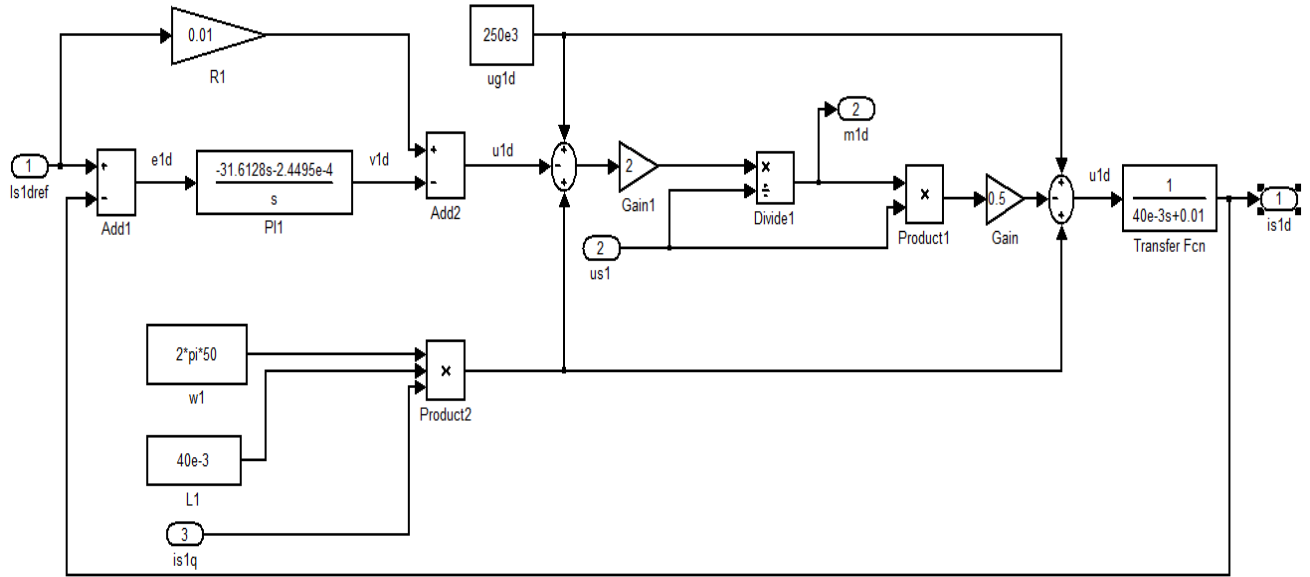 0.01
R1
250e3
ug1d
2
m1d
1
Is1dref
+
-
e1d
Add1
-31.6128s-2.4495e-4
s
PI1
v1d
+
-
Add2
u1d
+
-
+
2
Gain1
×
÷
Divide1
×
Product1
0.5
Gain
+
-
+
u1d
1
40e-3s+0.01
Transfer Fcn
1
is1d
2
us1
2*pi*50
w1
×
Product2
40e-3
L1
3
is1q